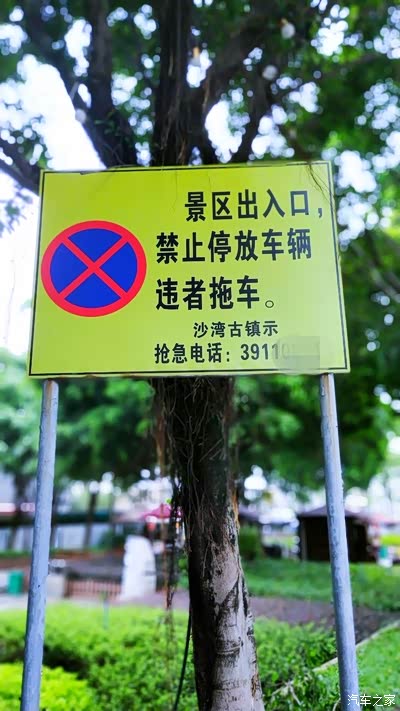 景区出入口，
禁止停放车辆
违者拖车。
沙湾古镇示
抢急电话：39110
汽车之家